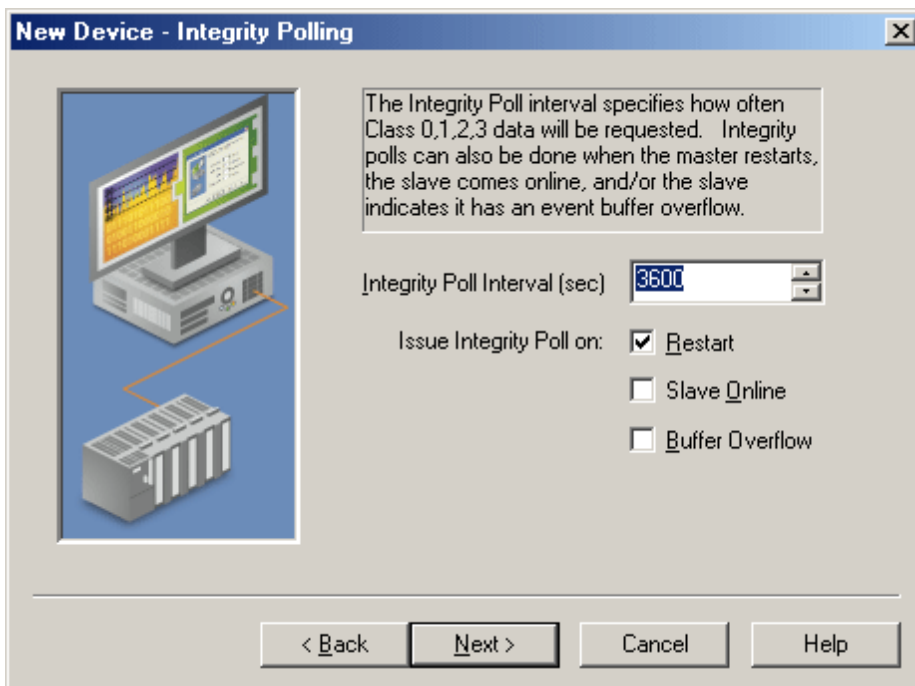 New Device - Integrity Polling
The Integrity Poll interval specifies how often
Class 0,1,2,3 data will be requested.   Integrity
polls can also be done when the master restarts,
the slave comes online, and/or the slave
indicates it has an event buffer overflow.
Integrity Poll Interval (sec) 3600
Issue Integrity Poll on: Restart
Slave Online
Buffer Overflow
< Back Next > Cancel Help